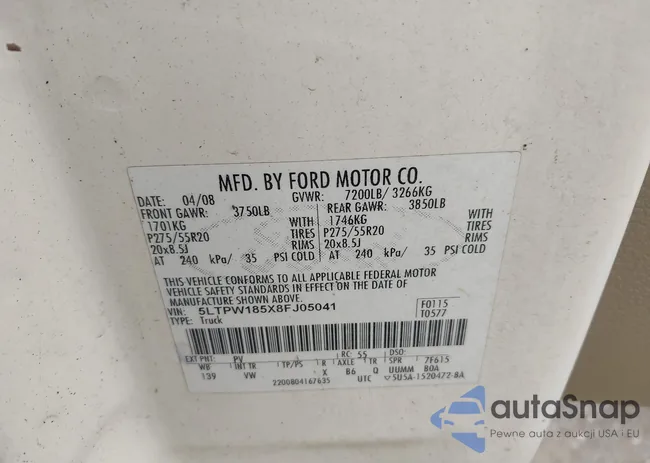 MFD. BY FORD MOTOR CO.
DATE: 04/08 GVWR: 7200LB/ 3266KG
FRONT GAWR: 3750LB REAR GAWR: 3850LB
1701KG WITH 1746KG WITH
P275/55R20 TIRES P275/55R20 TIRES
20x8.5J RIMS 20x8.5J RIMS
AT 240 kPa/ 35 PSI COLD AT 240 kPa/ 35 PSI COLD
THIS VEHICLE CONFORMS TO ALL APPLICABLE FEDERAL MOTOR
VEHICLE SAFETY STANDARDS IN EFFECT ON THE DATE OF
MANUFACTURE SHOWN ABOVE.
VIN: 5LTPW185X8FJ05041 F0115
TYPE: Truck T0577
EXT PNT: PV RC: 55 DSO:
WB INT TR TP/PS R AXLE TR SPR 7F615
139 VW X B6 Q UUMM BOA
2200804167635 UTC 5U5A-1520472-BA
autoSnap
Pewne auta z aukcji USA i EU